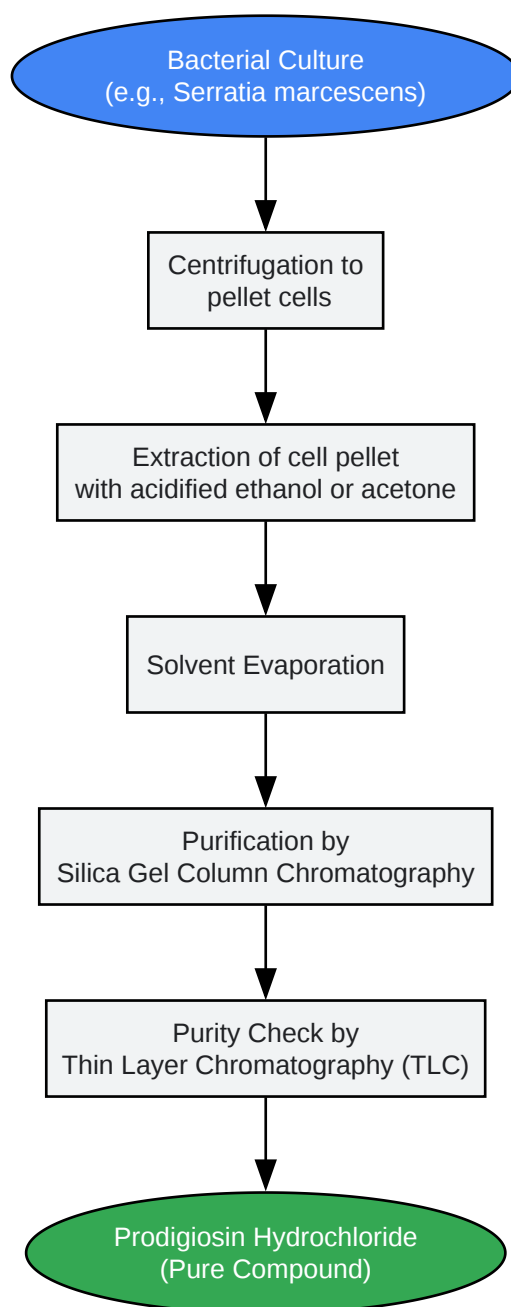 Bacterial Culture
(e.g., Serratia marcescens)
Centrifugation to
pellet cells
Extraction of cell pellet
with acidified ethanol or acetone
Solvent Evaporation
Purification by
Silica Gel Column Chromatography
Purity Check by
Thin Layer Chromatography (TLC)
Prodigiosin Hydrochloride
(Pure Compound)